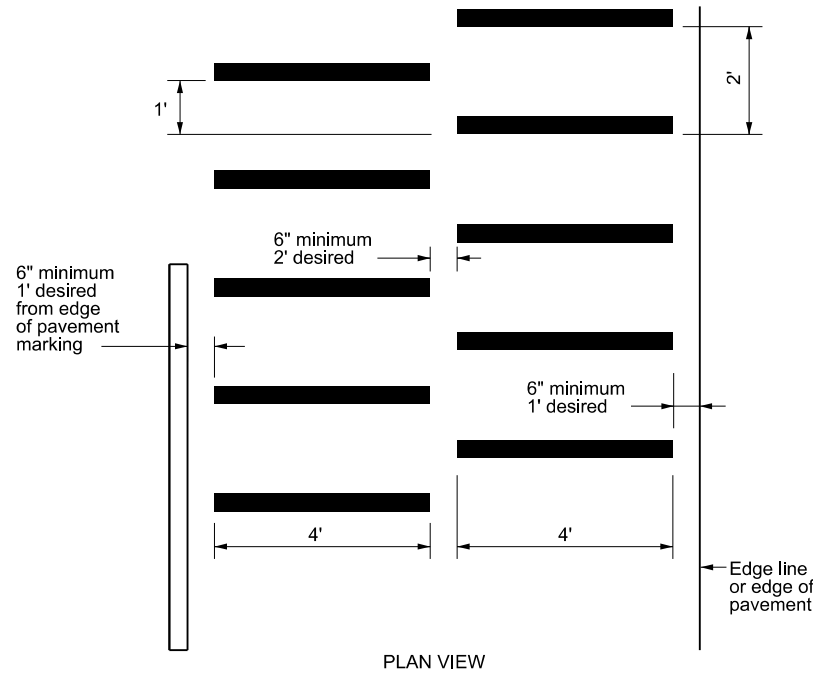 1'
2'
6" minimum
2' desired
6" minimum
1' desired
from edge
of pavement
marking
6" minimum
1' desired
4'
4'
Edge line
or edge of
pavement
PLAN VIEW